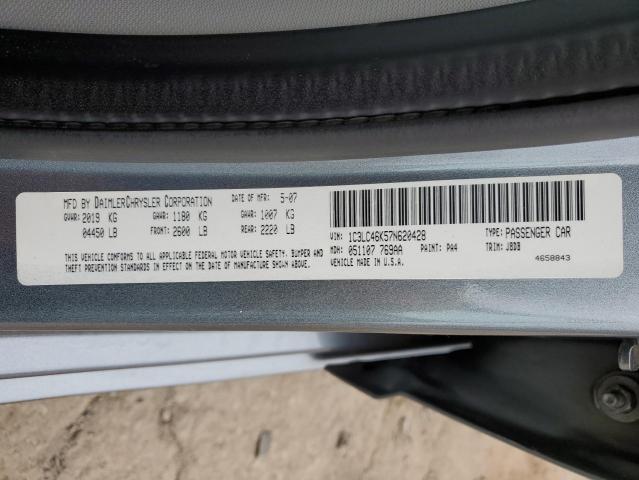 MFD BY DAIMLERCHRYSLER CORPORATION DATE OF MFR: 5-07
GVWR: 2019 KG GAWR: 1180 KG GAWR: 1007 KG
04450 LB FRONT: 2600 LB REAR: 2220 LB
THIS VEHICLE CONFORMS TO ALL APPLICABLE FEDERAL MOTOR VEHICLE SAFETY, BUMPER AND
THEFT PREVENTION STANDARDS IN EFFECT ON THE DATE OF MANUFACTURE SHOWN ABOVE.
VIN: 1C3LC46K57N620428 TYPE: PASSENGER CAR
MDH: 051107 769AA PAINT: PA4 TRIM: JBDB
VEHICLE MADE IN U.S.A. 4658843